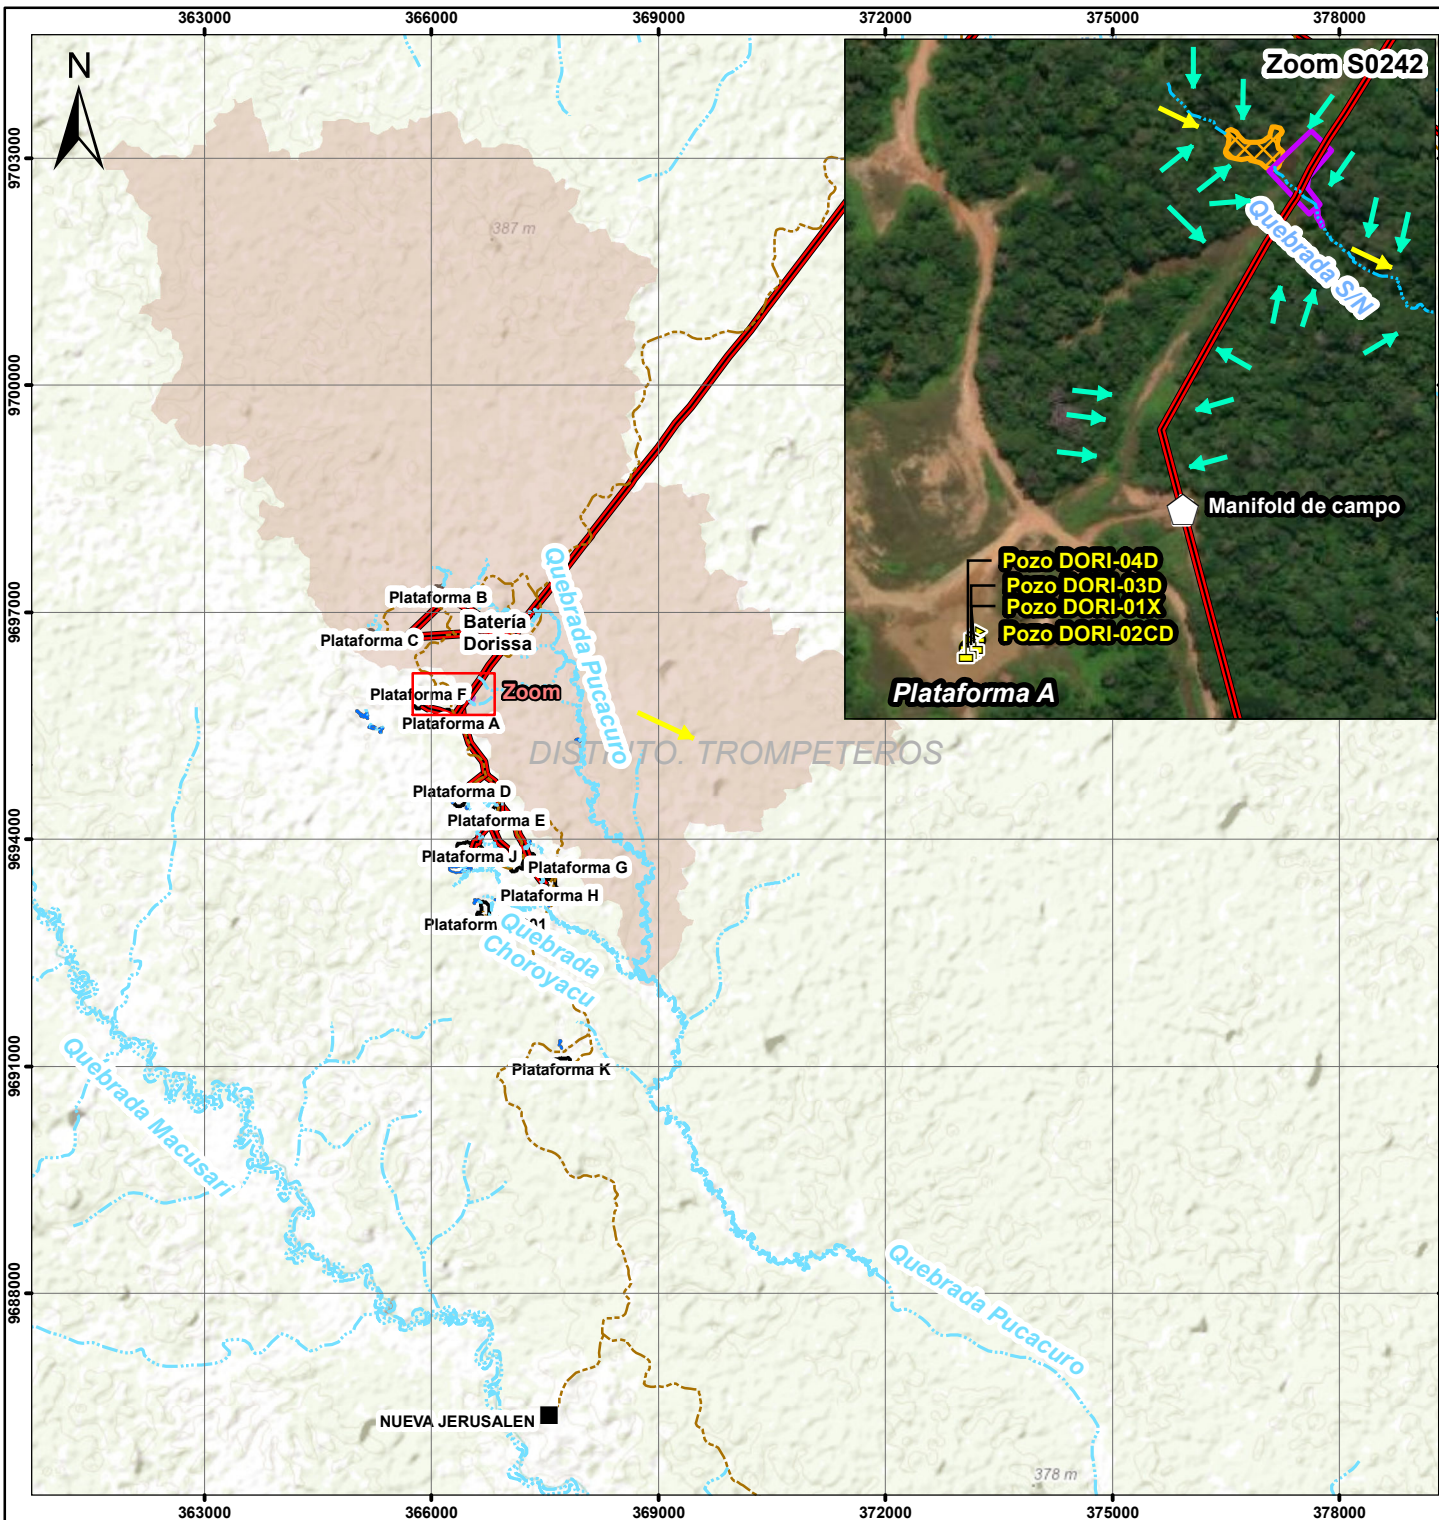 363000
366000
369000
372000
375000
378000
N
Zoom S0242
9703000
387 m
Quebrada S/N
9700000
Manifold de campo
Pozo DORI-04D
Pozo DORI-03D
Pozo DORI-01X
Pozo DORI-02CD
Plataforma A
Quebrada Pucacuro
Plataforma B
9697000
Batería
Dorissa
Plataforma C
Plataforma F
Zoom
Plataforma A
DISTRITO. TROMPETEROS
Plataforma D
Plataforma E
9694000
Plataforma J
Plataforma G
Plataforma H
Plataform 01
Quebrada
Choroyacu
9691000
Quebrada Macusari
Plataforma K
9688000
Quebrada Pucacuro
NUEVA JERUSALEN
378 m
363000
366000
369000
372000
375000
378000